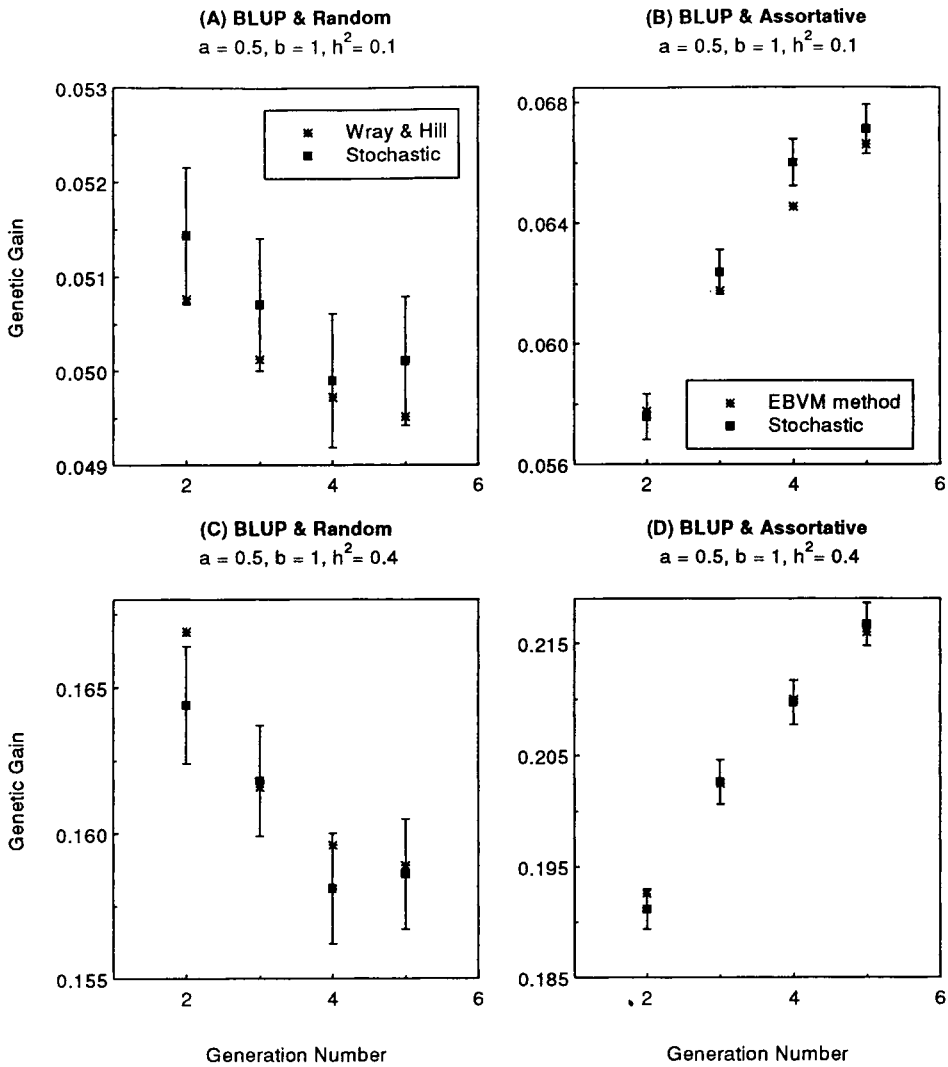 (A) BLUP & Random
a = 0.5, b = 1, h²= 0.1
0.053
0.052
0.051
0.050
0.049
Genetic Gain
Wray & Hill
Stochastic
2
4
6
(B) BLUP & Assortative
a = 0.5, b = 1, h²= 0.1
0.068
0.064
0.060
0.056
EBVM method
Stochastic
2
4
6
(C) BLUP & Random
a = 0.5, b = 1, h²= 0.4
0.165
0.160
0.155
Genetic Gain
2
4
6
Generation Number
(D) BLUP & Assortative
a = 0.5, b = 1, h²= 0.4
0.215
0.205
0.195
0.185
2
4
6
Generation Number